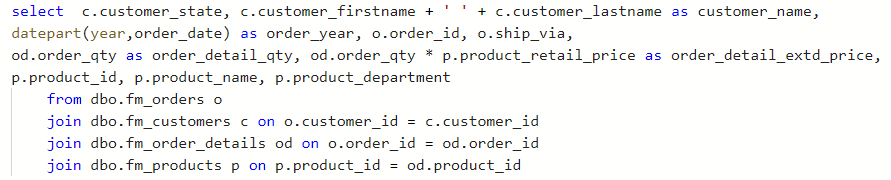 select  c.customer_state, c.customer_firstname + ' ' + c.customer_lastname as customer_name,
datepart(year,order_date) as order_year, o.order_id, o.ship_via,
od.order_qty as order_detail_qty, od.order_qty * p.product_retail_price as order_detail_extd_price,
p.product_id, p.product_name, p.product_department
    from dbo.fm_orders o
    join dbo.fm_customers c on o.customer_id = c.customer_id
    join dbo.fm_order_details od on o.order_id = od.order_id
    join dbo.fm_products p on p.product_id = od.product_id